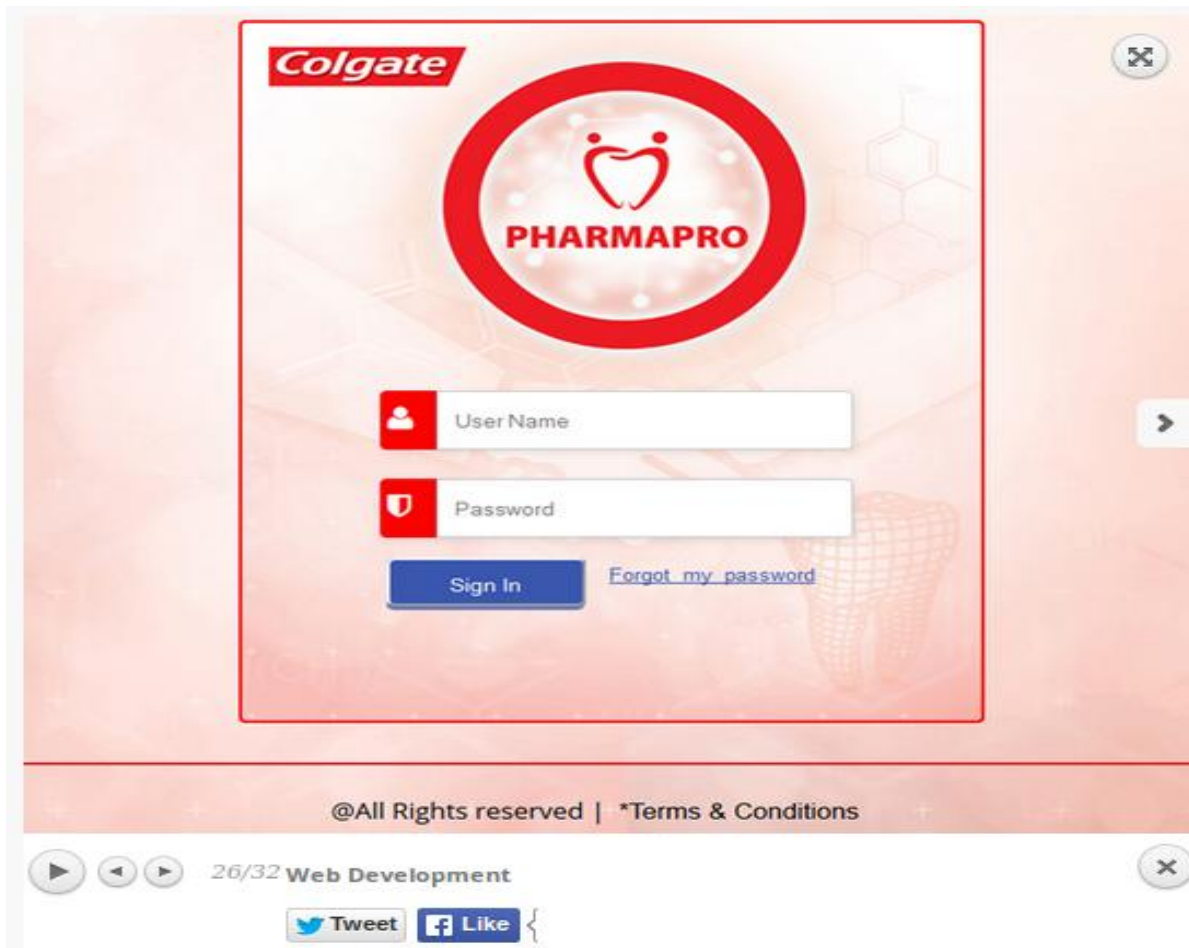 Colgate
PHARMAPRO
User Name
Password
Sign In
Forgot my password
@All Rights reserved | *Terms & Conditions
26/32 Web Development
Tweet Like {